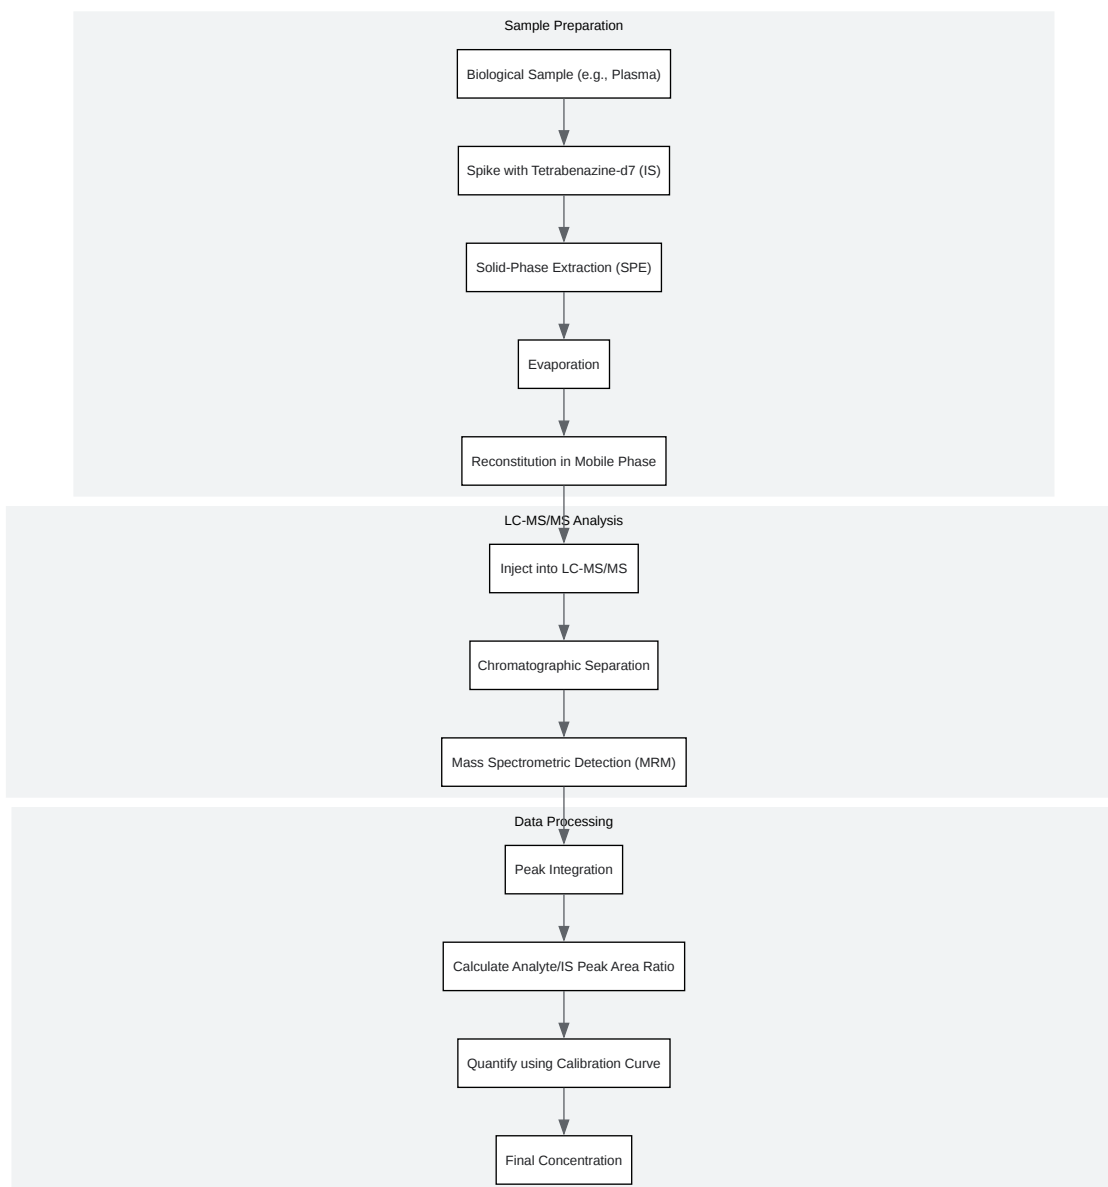 Sample Preparation
Biological Sample (e.g., Plasma)
Spike with Tetrabenazine-d7 (IS)
Solid-Phase Extraction (SPE)
Evaporation
Reconstitution in Mobile Phase
LC-MS/MS Analysis
Inject into LC-MS/MS
Chromatographic Separation
Mass Spectrometric Detection (MRM)
Data Processing
Peak Integration
Calculate Analyte/IS Peak Area Ratio
Quantify using Calibration Curve
Final Concentration